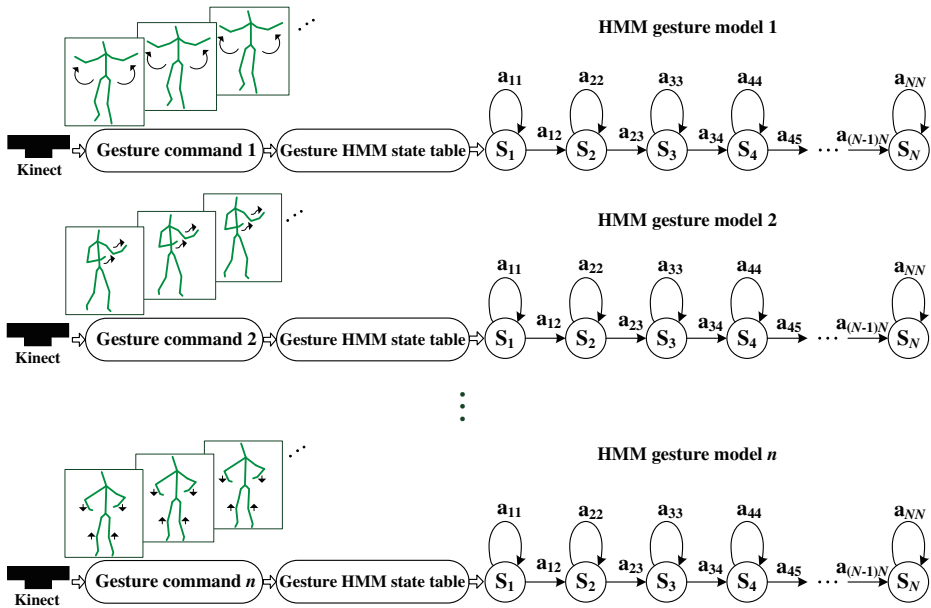 HMM gesture model 1
a11 a22 a33 a44 aNN
Kinect
Gesture command 1
Gesture HMM state table
S1 a12 S2 a23 S3 a34 S4 a45 ... a(N-1)N SN
HMM gesture model 2
a11 a22 a33 a44 aNN
Kinect
Gesture command 2
Gesture HMM state table
S1 a12 S2 a23 S3 a34 S4 a45 ... a(N-1)N SN
HMM gesture model n
a11 a22 a33 a44 aNN
Kinect
Gesture command n
Gesture HMM state table
S1 a12 S2 a23 S3 a34 S4 a45 ... a(N-1)N SN